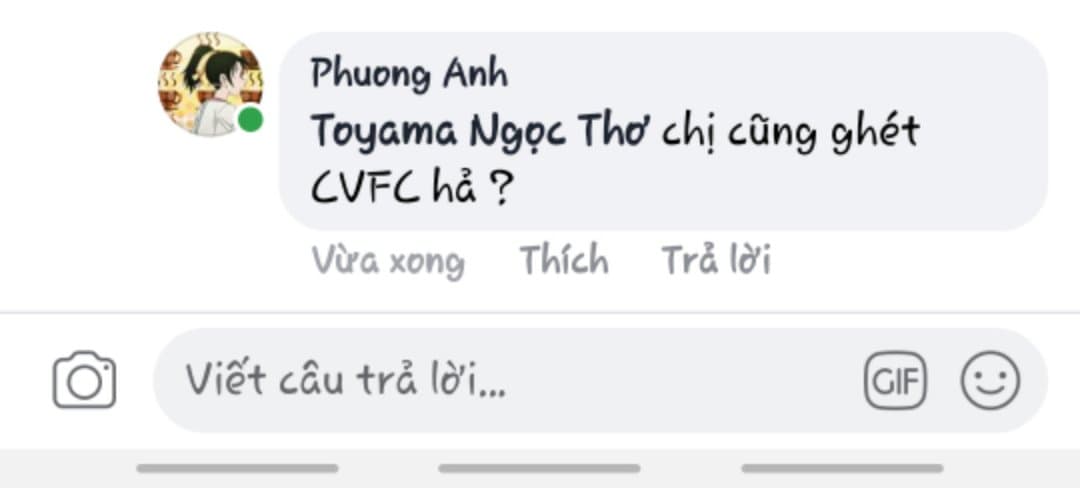 Phuong Anh
Toyama Ngọc Thơ chị cũng ghét
CVFC hả ?
Vừa xong Thích Trả lời
Viết câu trả lời...
GIF